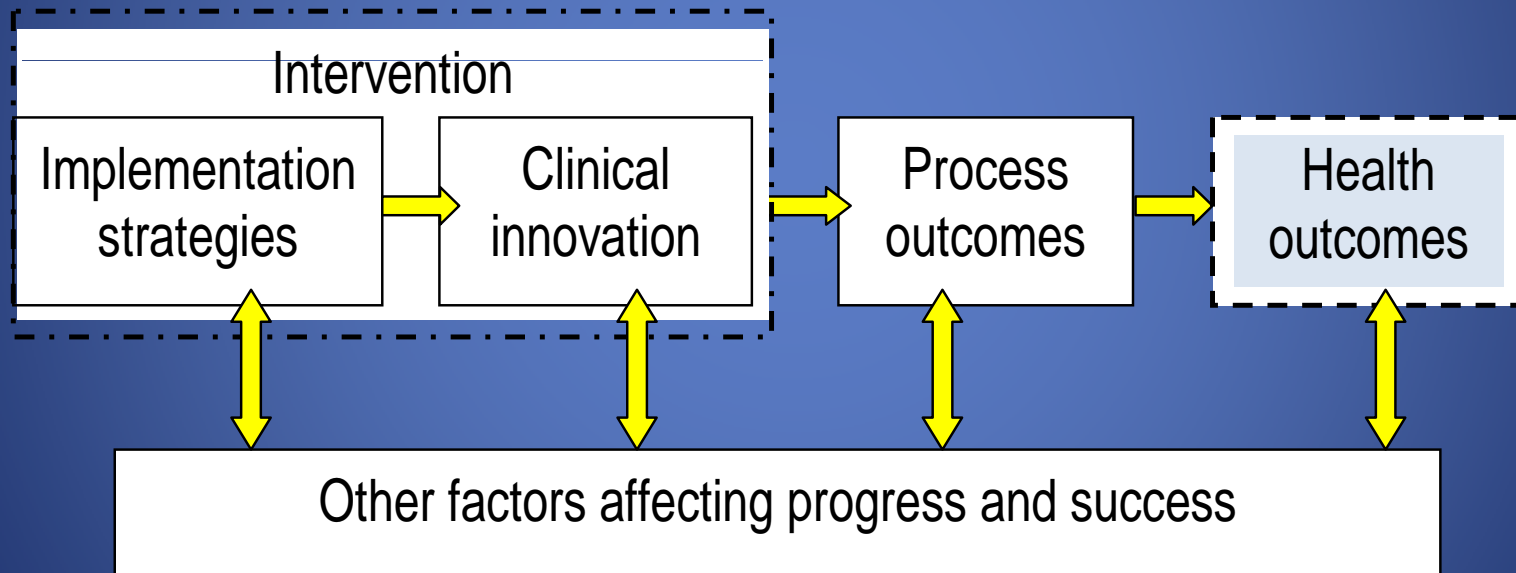 Intervention
Implementation
strategies
Clinical
innovation
Process
outcomes
Health
outcomes
Other factors affecting progress and success